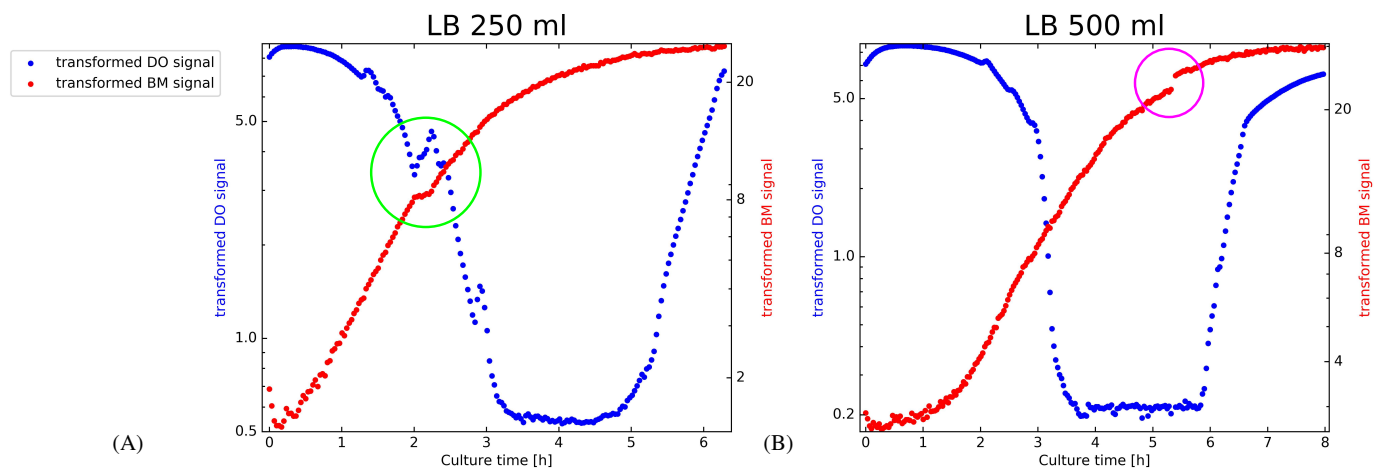 LB 250 ml
LB 500 ml
transformed DO signal
transformed BM signal
5.0
1.0
0.5
transformed DO signal
20
8
2
transformed BM signal
0 1 2 3 4 5 6
Culture time [h]
(A)
5.0
1.0
0.2
transformed DO signal
20
8
4
transformed BM signal
0 1 2 3 4 5 6 7 8
Culture time [h]
(B)